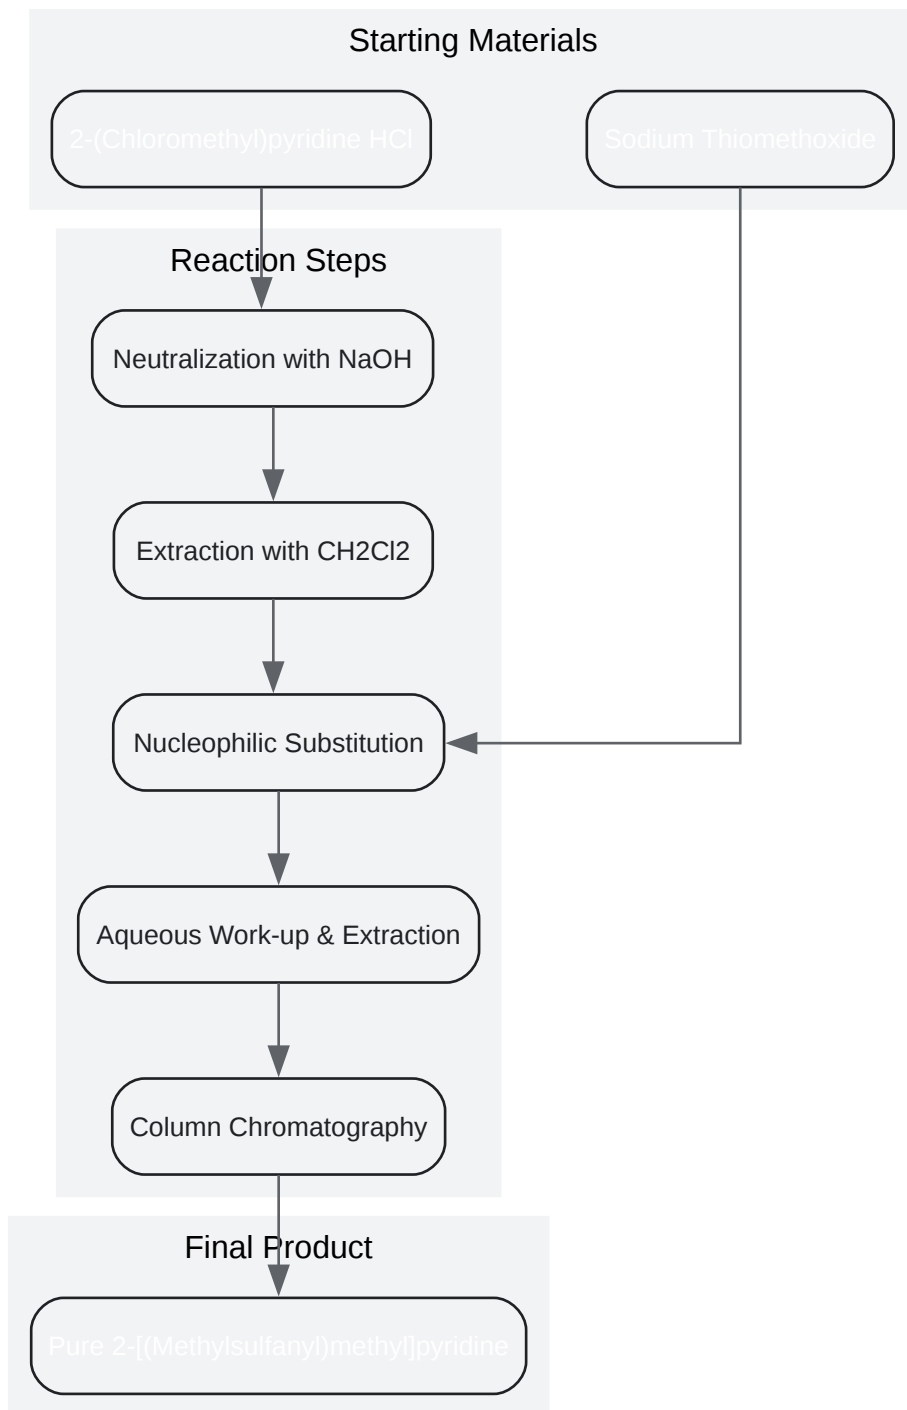 Starting Materials
2-(Chloromethyl)pyridine HCl
Sodium Thiomethoxide
Reaction Steps
Neutralization with NaOH
Extraction with CH2Cl2
Nucleophilic Substitution
Aqueous Work-up & Extraction
Column Chromatography
Final Product
Pure 2-[(Methylsulfanyl)methyl]pyridine